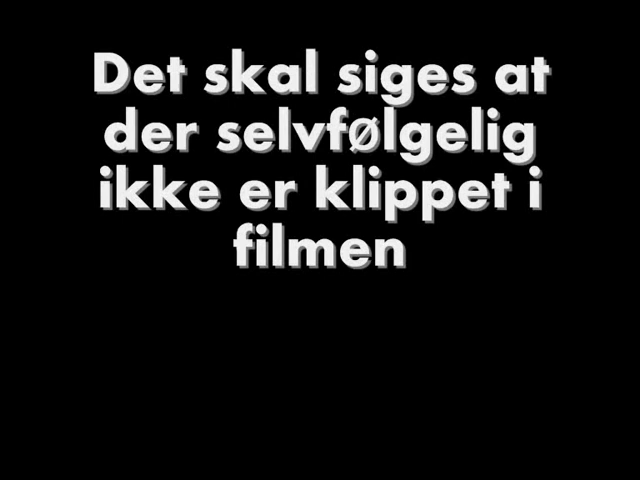 Det skal siges at
der selvfølgelig
ikke er klippet i
filmen